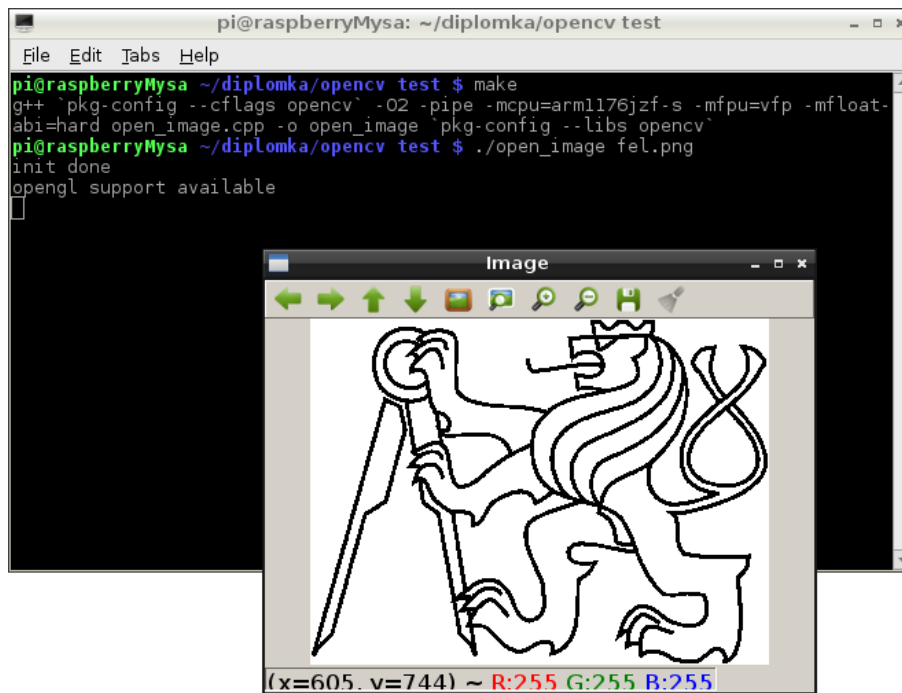 pi@raspberryMysa: ~/diplomka/opencv test
File Edit Tabs Help
pi@raspberryMysa ~/diplomka/opencv test $ make
g++ `pkg-config --cflags opencv` -O2 -pipe -mcpu=arm1176jzf-s -mfpu=vfp -mfloat-
abi=hard open_image.cpp -o open_image `pkg-config --libs opencv`
pi@raspberryMysa ~/diplomka/opencv test $ ./open_image fel.png
init done
opengl support available
Image
(x=605, y=744) ~ R:255 G:255 B:255